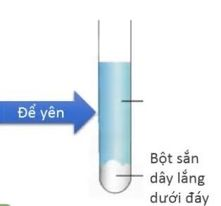 Để yên
Bột sắn
dây lắng
dưới đáy